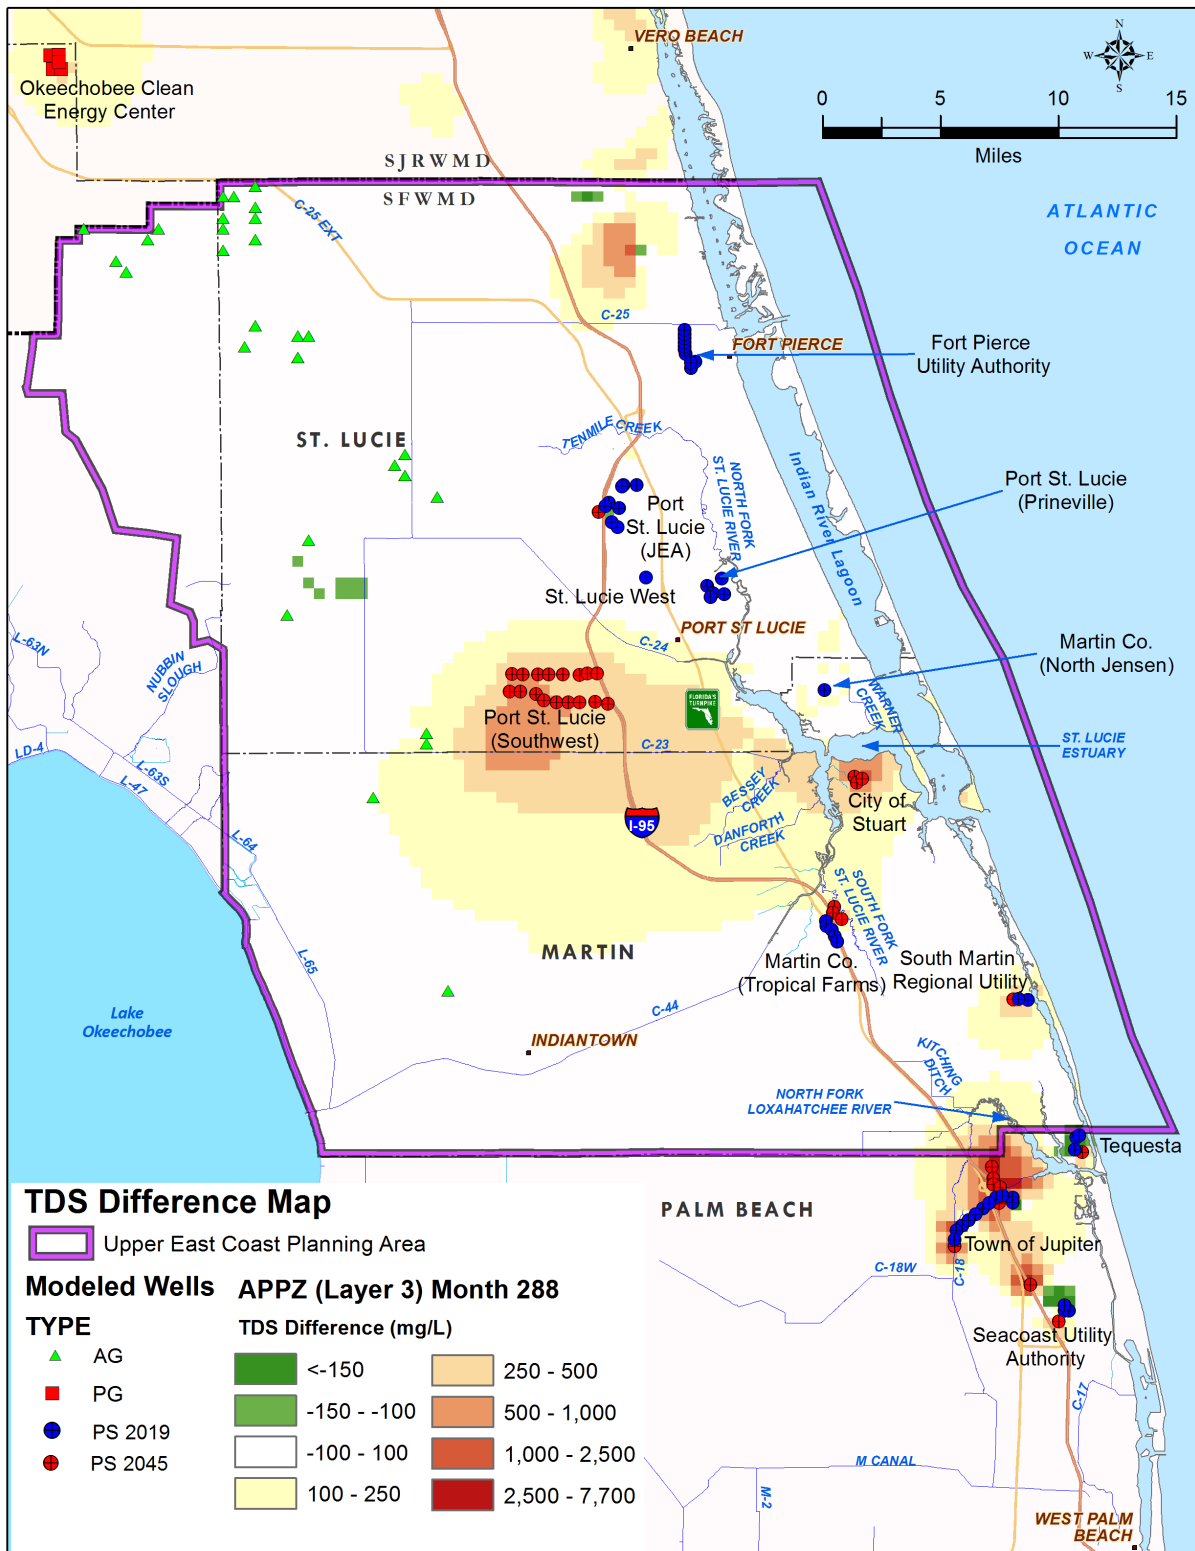 VERO BEACH
N
W E
S
Okeechobee Clean
Energy Center
0 5 10 15
Miles
SJRWMD
SFWMD
C-25 EXT
ATLANTIC
OCEAN
C-25
FORT PIERCE
Fort Pierce
Utility Authority
ST. LUCIE
TENMILE CREEK
NORTH FORK
ST. LUCIE RIVER
Indian River Lagoon
Port St. Lucie
(Prineville)
Port
St. Lucie
(JEA)
St. Lucie West
PORT ST LUCIE
C-24
Martin Co.
(North Jensen)
L-63N
NUBBIN
SLOUGH
FLORIDA'S
TURNPIKE
WARNER
CREEK
Port St. Lucie
(Southwest)
C-23
ST. LUCIE
ESTUARY
LD-4
L-63S
L-47
BESSEY
CREEK
City of
Stuart
I-95
DANFORTH
CREEK
L-64
SOUTH FORK
ST. LUCIE RIVER
MARTIN
L-65
Martin Co.
(Tropical Farms)
South Martin
Regional Utility
Lake
Okeechobee
C-44
INDIANTOWN
KITCHING
DITCH
NORTH FORK
LOXAHATCHEE RIVER
Tequesta
PALM BEACH
Town of Jupiter
C-18W
C-18
Seacoast Utility
Authority
C-17
M CANAL
M-2
WEST PALM
BEACH
TDS Difference Map
Upper East Coast Planning Area
Modeled Wells APPZ (Layer 3) Month 288
TYPE
AG
PG
PS 2019
PS 2045
TDS Difference (mg/L)
<-150
-150 - -100
-100 - 100
100 - 250
250 - 500
500 - 1,000
1,000 - 2,500
2,500 - 7,700